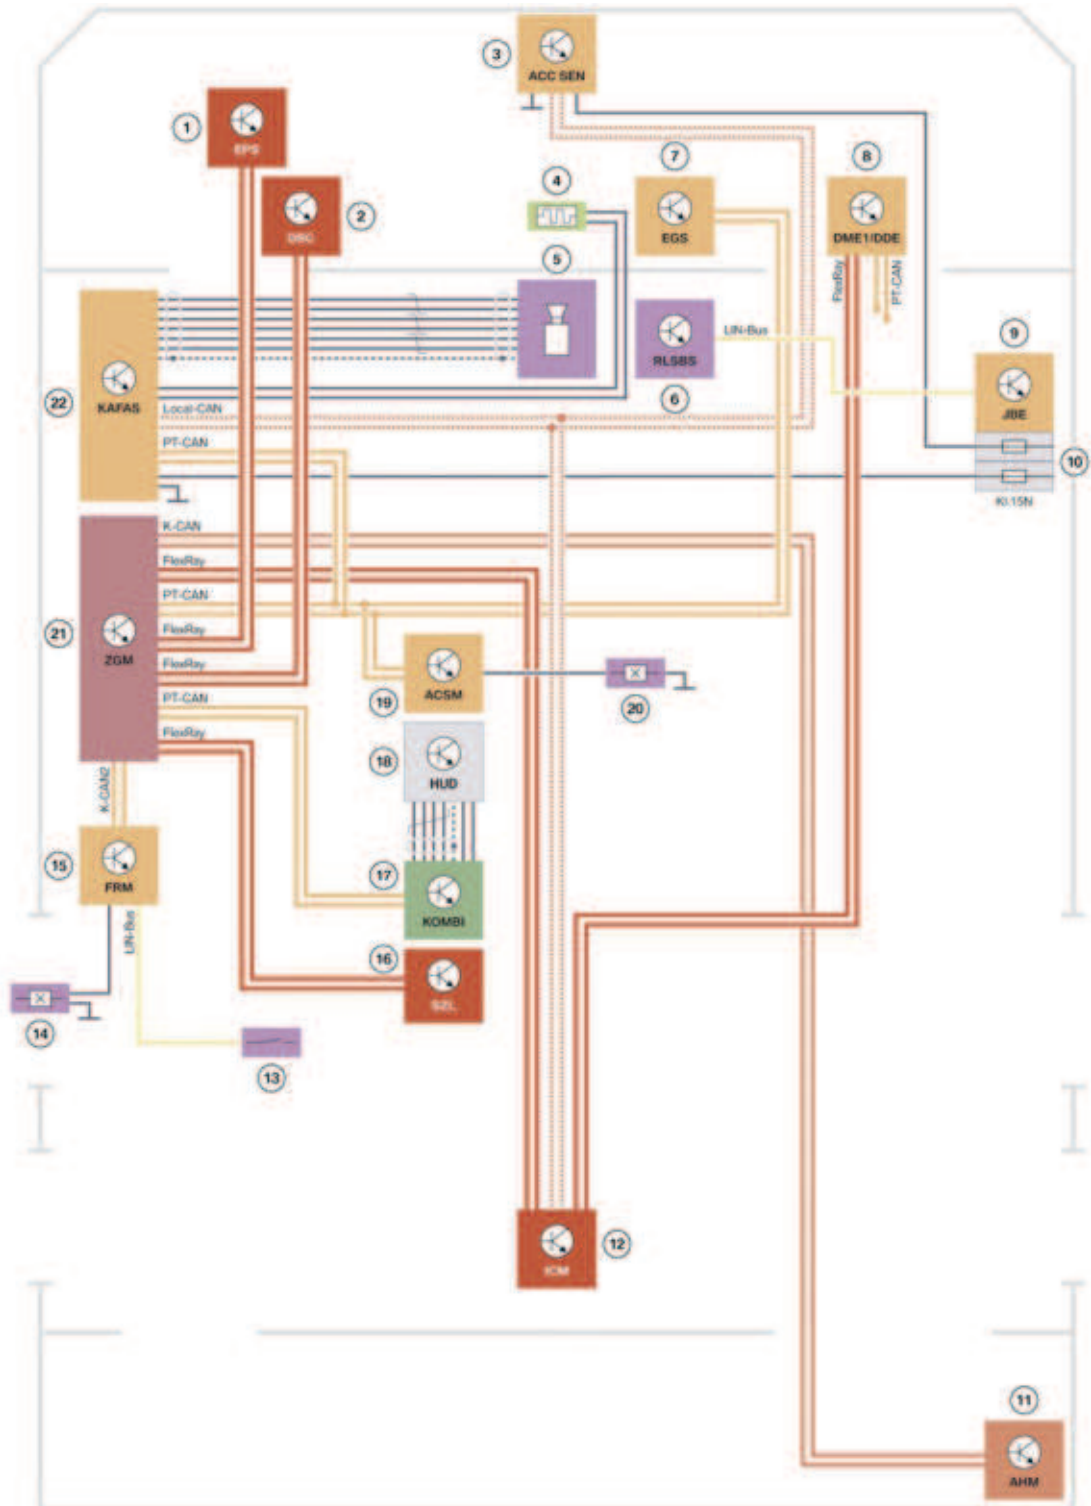 3
ACC SEN
1
EPS
2
DSC
7
EGS
8
DME1/DDE
4
FlexRay
PT-CAN
5
RLSBS
6
LIN-Bus
9
JBE
10
Kl.15N
22
KAFAS
Local-CAN
PT-CAN
K-CAN
FlexRay
PT-CAN
21
ZGM
FlexRay
FlexRay
PT-CAN
FlexRay
K-CAN2
19
ACSM
20
18
HUD
17
KOMBI
16
SZL
15
FRM
LIN-Bus
14
13
12
ICM
11
AHM